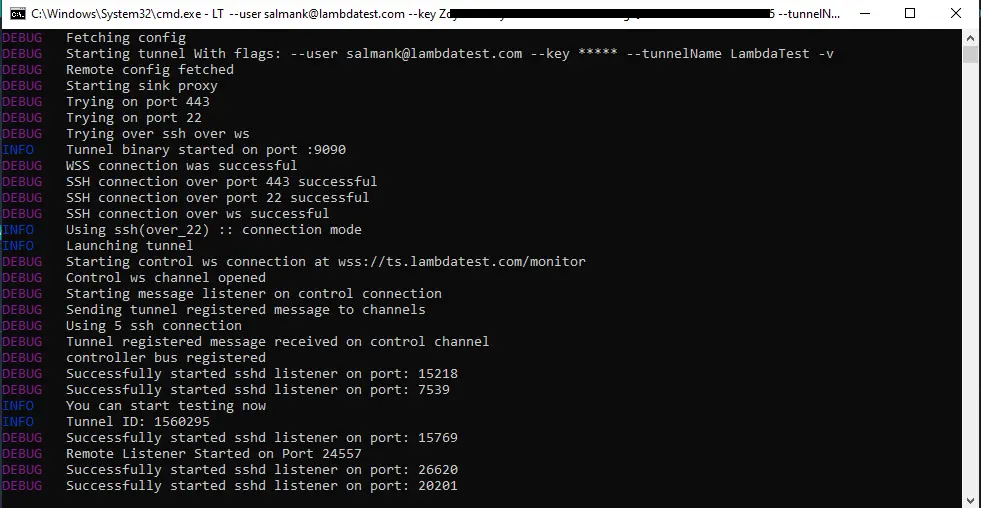 C:\Windows\System32\cmd.exe - LT --user salmank@lambdatest.com --key --tunnelN...
DEBUG Fetching config
DEBUG Starting tunnel With flags: --user salmank@lambdatest.com --key ***** --tunnelName LambdaTest -v
DEBUG Remote config fetched
DEBUG Starting sink proxy
DEBUG Trying on port 443
DEBUG Trying on port 22
DEBUG Trying over ssh over ws
INFO Tunnel binary started on port :9090
DEBUG WSS connection was successful
DEBUG SSH connection over port 443 successful
DEBUG SSH connection over port 22 successful
DEBUG SSH connection over ws successful
INFO Using ssh(over_22) :: connection mode
INFO Launching tunnel
DEBUG Starting control ws connection at wss://ts.lambdatest.com/monitor
DEBUG Control ws channel opened
DEBUG Starting message listener on control connection
DEBUG Sending tunnel registered message to channels
DEBUG Using 5 ssh connection
DEBUG Tunnel registered message received on control channel
DEBUG controller bus registered
DEBUG Successfully started sshd listener on port: 15218
DEBUG Successfully started sshd listener on port: 7539
INFO You can start testing now
INFO Tunnel ID: 1560295
DEBUG Successfully started sshd listener on port: 15769
DEBUG Remote Listener Started on Port 24557
DEBUG Successfully started sshd listener on port: 26620
DEBUG Successfully started sshd listener on port: 20201